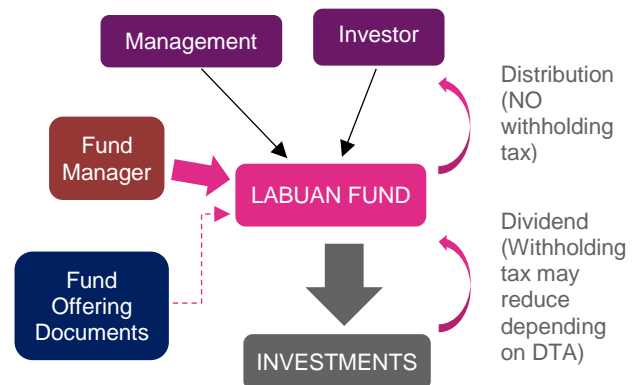 Management
Investor
Distribution
(NO
withholding
tax)
Fund
Manager
LABUAN FUND
Dividend
(Withholding
tax may
reduce
depending
on DTA)
Fund
Offering
Documents
INVESTMENTS